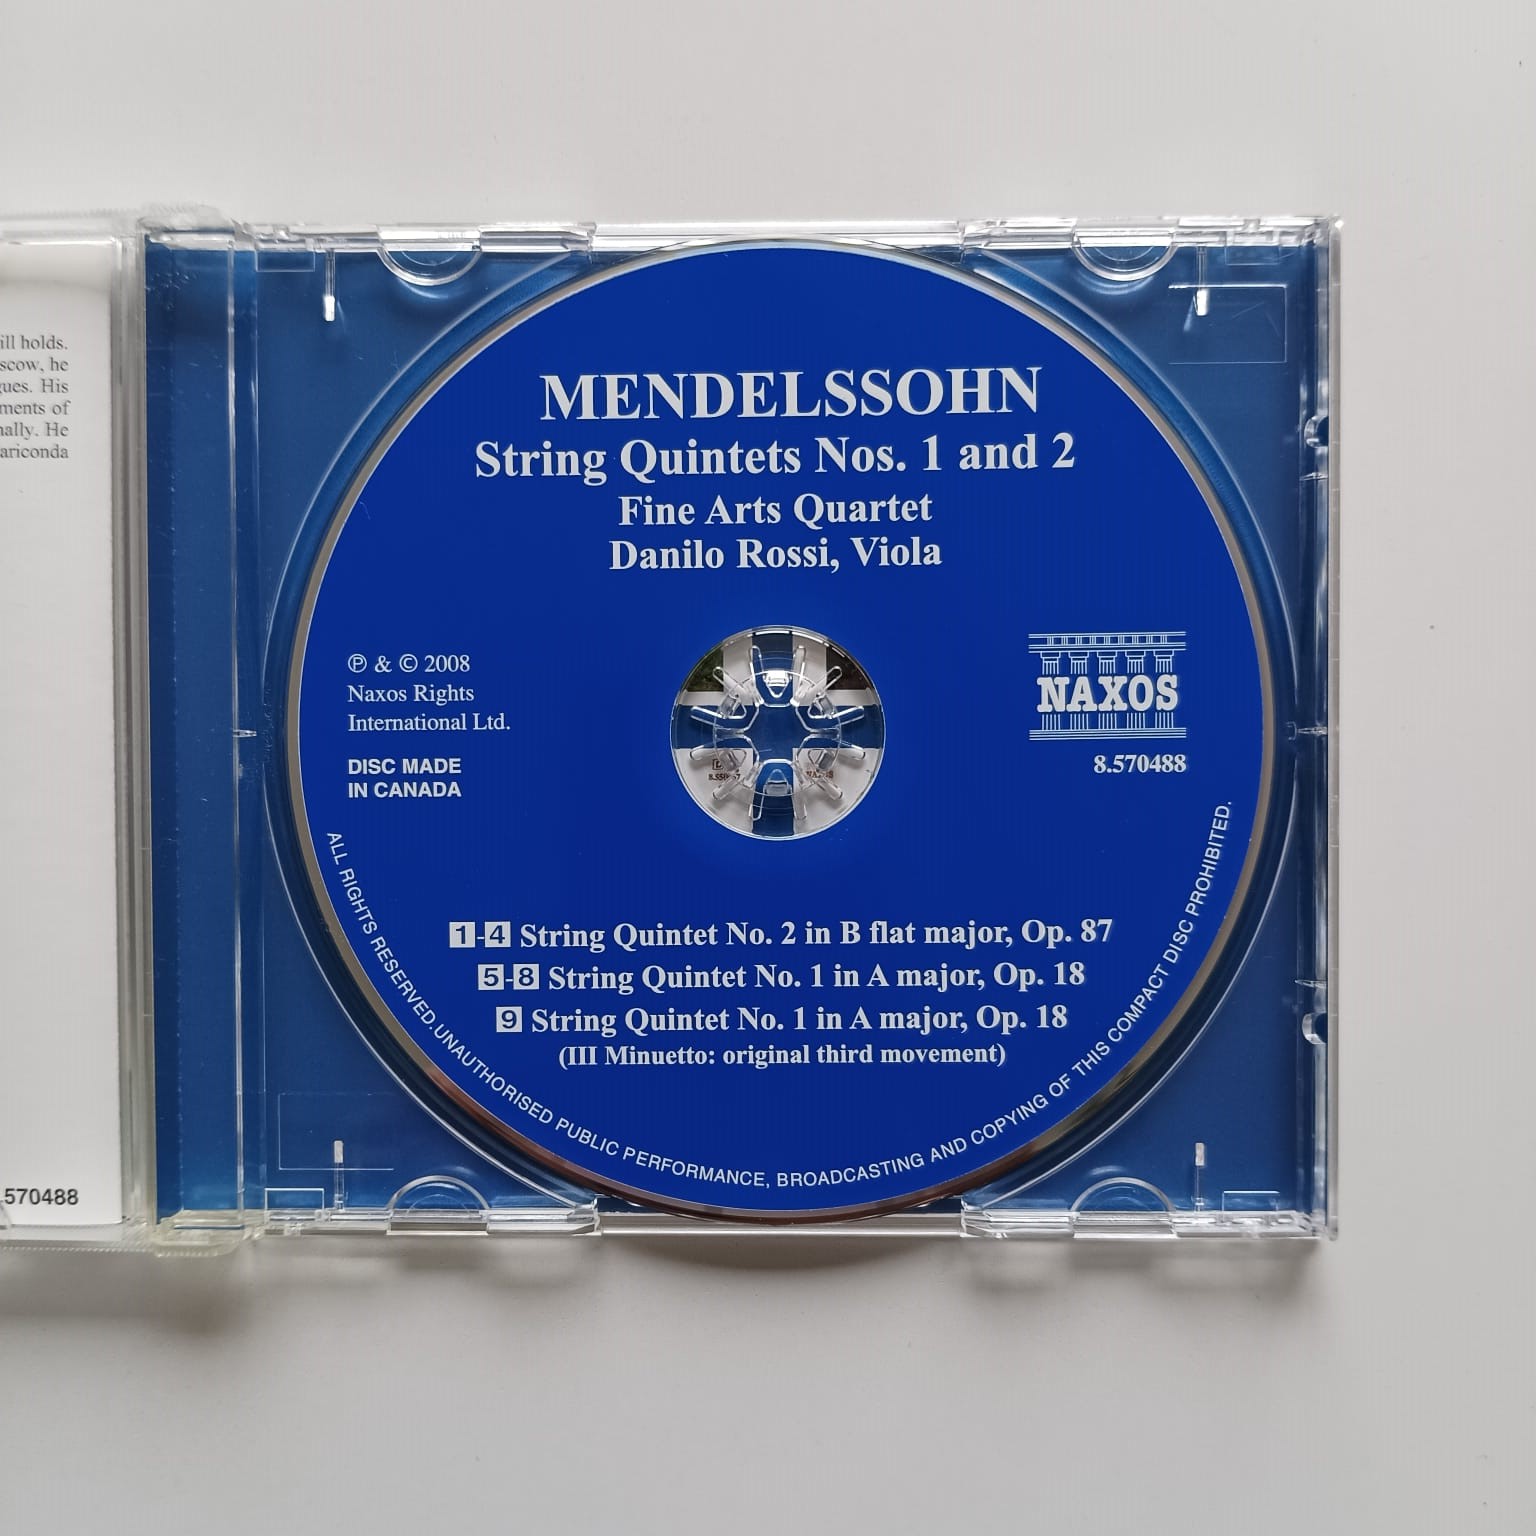 ill holds.
scow, he
gues. His
ments of
nally. He
ariconda
570488
MENDELSSOHN
String Quintets Nos. 1 and 2
Fine Arts Quartet
Danilo Rossi, Viola
℗ & © 2008
Naxos Rights
International Ltd.
DISC MADE
IN CANADA
NAXOS
8.570488
1-4 String Quintet No. 2 in B flat major, Op. 87
5-8 String Quintet No. 1 in A major, Op. 18
9 String Quintet No. 1 in A major, Op. 18
(III Minuetto: original third movement)
ALL RIGHTS RESERVED. UNAUTHORISED PUBLIC PERFORMANCE, BROADCASTING AND COPYING OF THIS COMPACT DISC PROHIBITED.